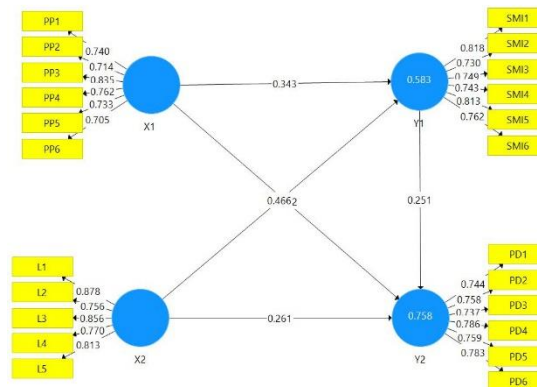 PP1
PP2
PP3
PP4
PP5
PP6
0.740
0.714
0.835
0.762
0.733
0.705
X1
0.343
0.583
Y1
0.818
0.730
0.749
0.743
0.813
0.762
SMI1
SMI2
SMI3
SMI4
SMI5
SMI6
0.251
L1
L2
L3
L4
L5
0.878
0.756
0.856
0.770
0.813
X2
0.261
0.758
Y2
0.744
0.758
0.737
0.786
0.759
0.783
PD1
PD2
PD3
PD4
PD5
PD6